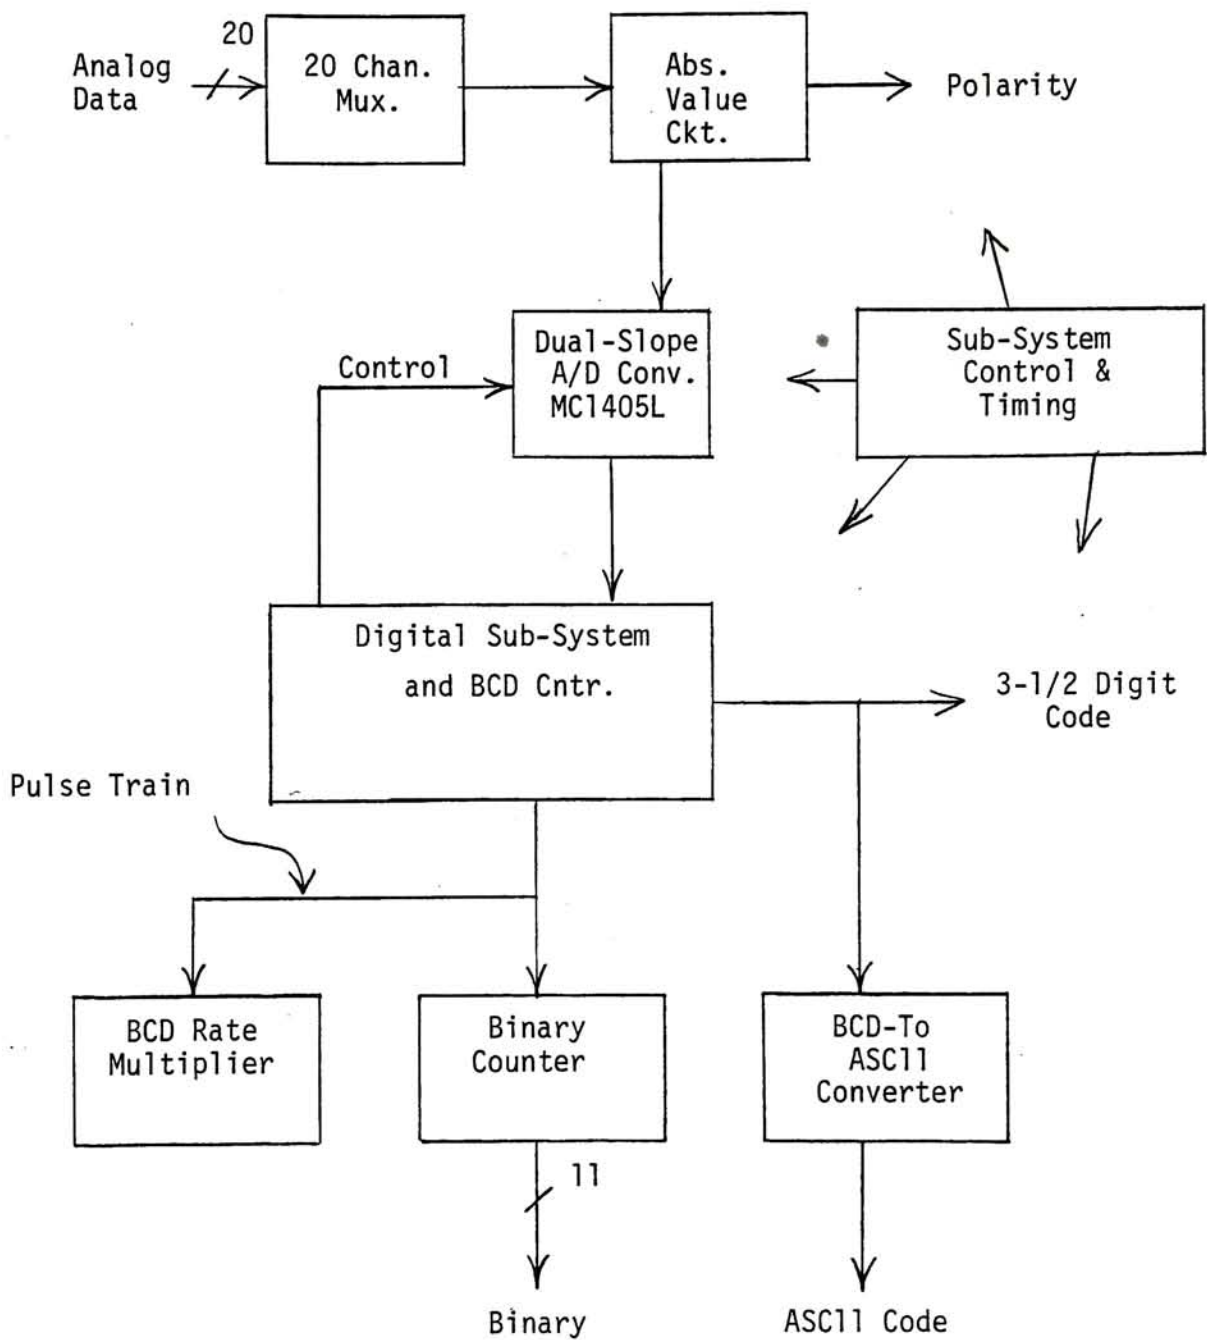 20
Analog
Data
20 Chan.
Mux.
Abs.
Value
Ckt.
Polarity
Control
Dual-Slope
A/D Conv.
MC1405L
Sub-System
Control &
Timing
Digital Sub-System
and BCD Cntr.
3-1/2 Digit
Code
Pulse Train
BCD Rate
Multiplier
Binary
Counter
BCD-To
ASC11
Converter
11
Binary
ASC11 Code